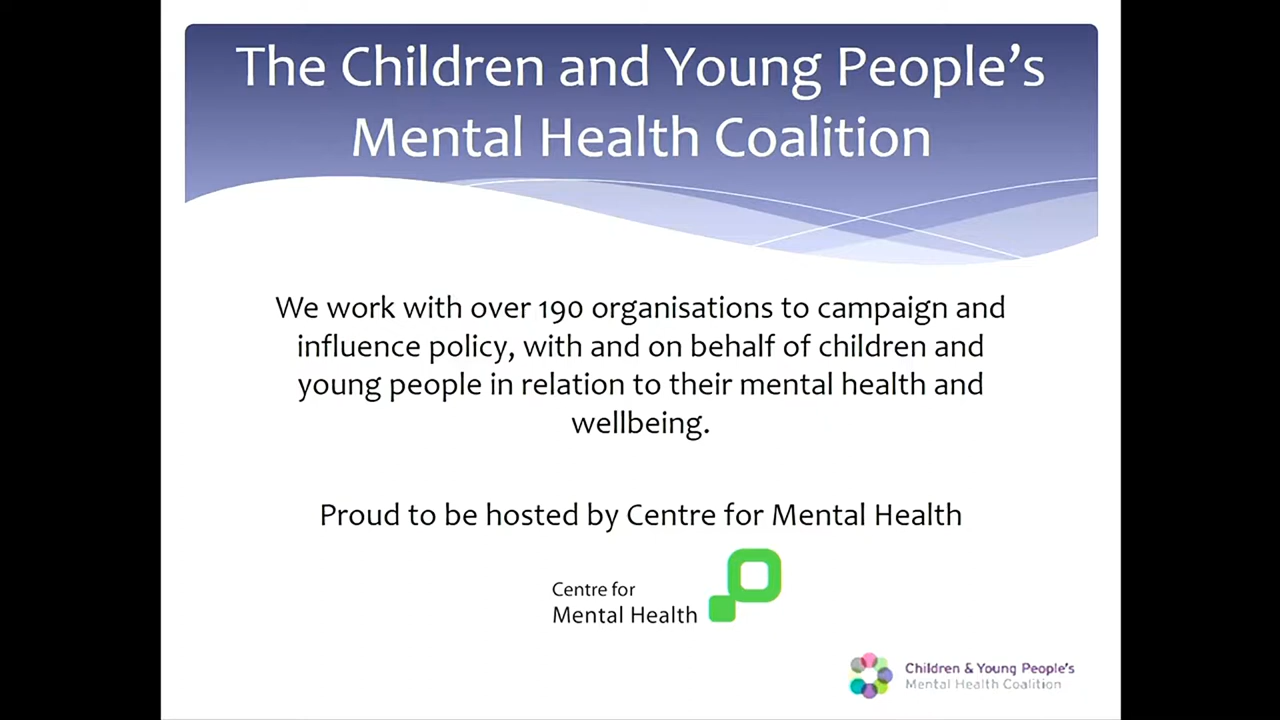 The Children and Young People’s
Mental Health Coalition
We work with over 190 organisations to campaign and
influence policy, with and on behalf of children and
young people in relation to their mental health and
wellbeing.
Proud to be hosted by Centre for Mental Health
Centre for
Mental Health
Children & Young People's
Mental Health Coalition